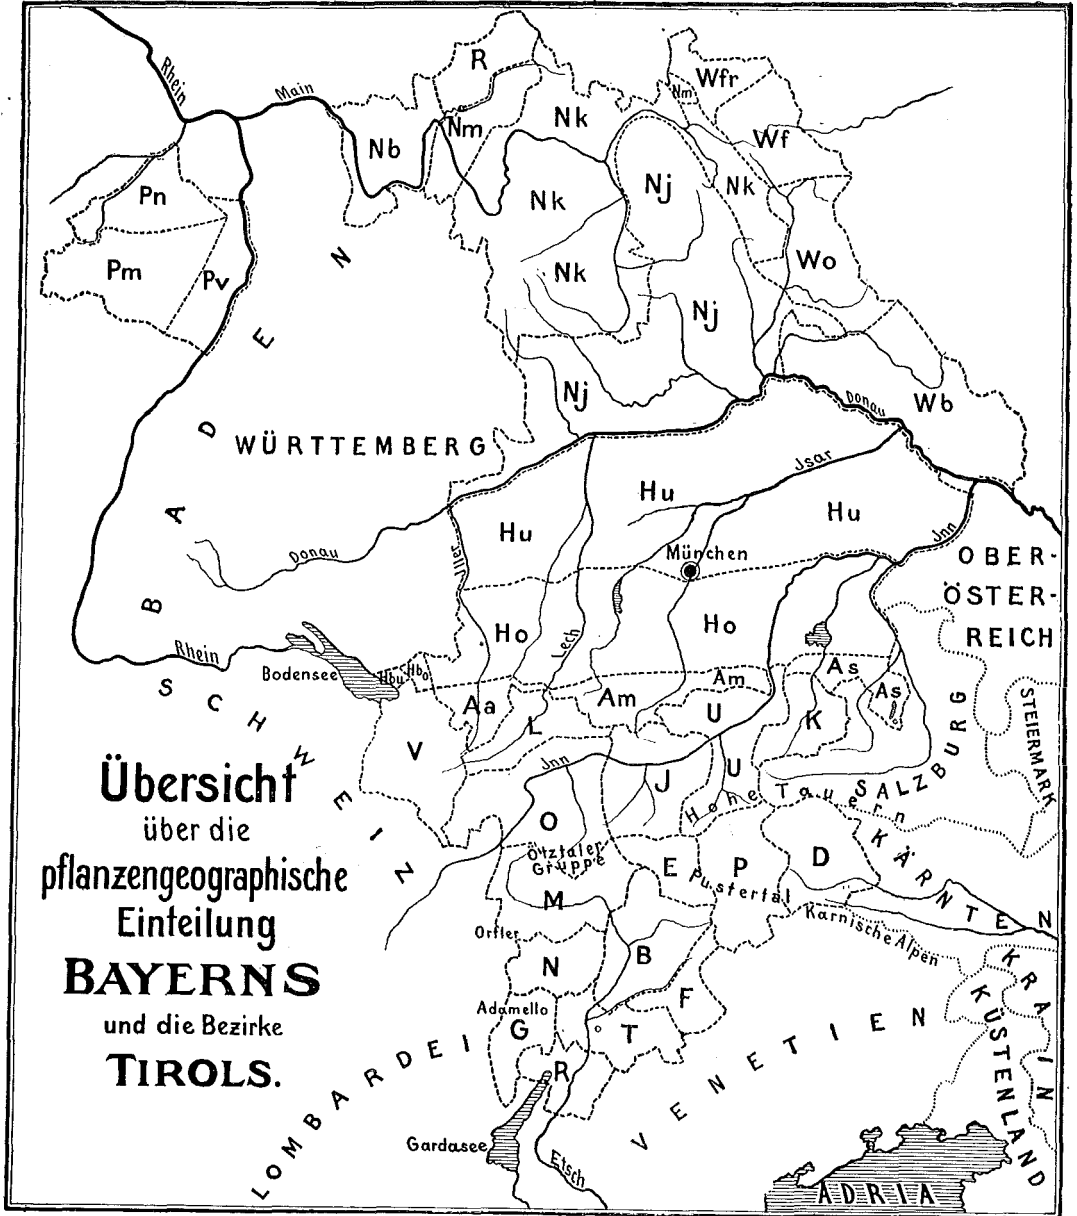 R
Wfr
Rhein
Main
Nm
Nk
Nm
Nb
Wf
Pn
Nk
Nj
Nk
Pm
Pv
Nk
Wo
Nj
Nj
Donau
Wb
WÜRTTEMBERG
BADEN
Jsar
Hu
Hu
Hu
Jnn
Donau
Iller
München
OBER-
ÖSTER-
REICH
Ho
Ho
Lech
Rhein
Bodensee
Hbu
Hbo
As
Am
Am
Aa
As
L
U
K
V
SCHWEIZ
STEIERMARK
SALZBURG
Jnn
J
U
Hohe Tauern
O
Ötztaler
Gruppe
E
P
D
KÄRNTEN
Pustertal
M
Karnische Alpen
Ortler
N
B
KRAIN
KÜSTENLAND
Adamello
G
F
T
R
LOMBARDEI
VENETIEN
Gardasee
Etsch
ADRIA
Übersicht
über die
pflanzengeographische
Einteilung
BAYERNS
und die Bezirke
TIROLS.